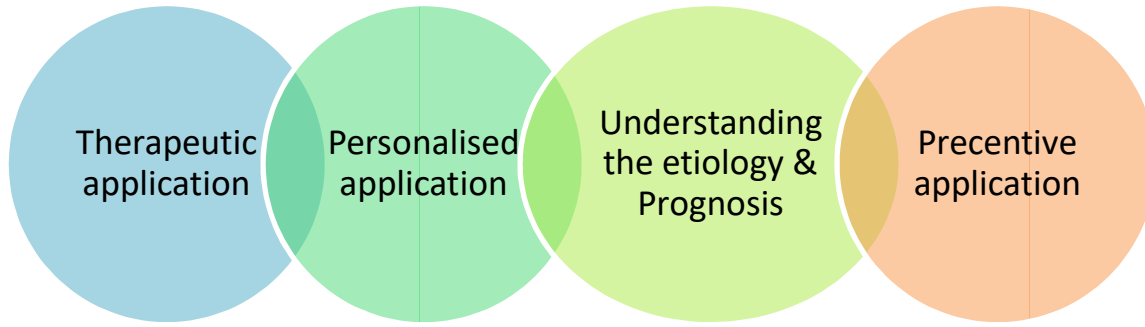 Therapeutic
application
Personalised
application
Understanding
the etiology &
Prognosis
Precentive
application